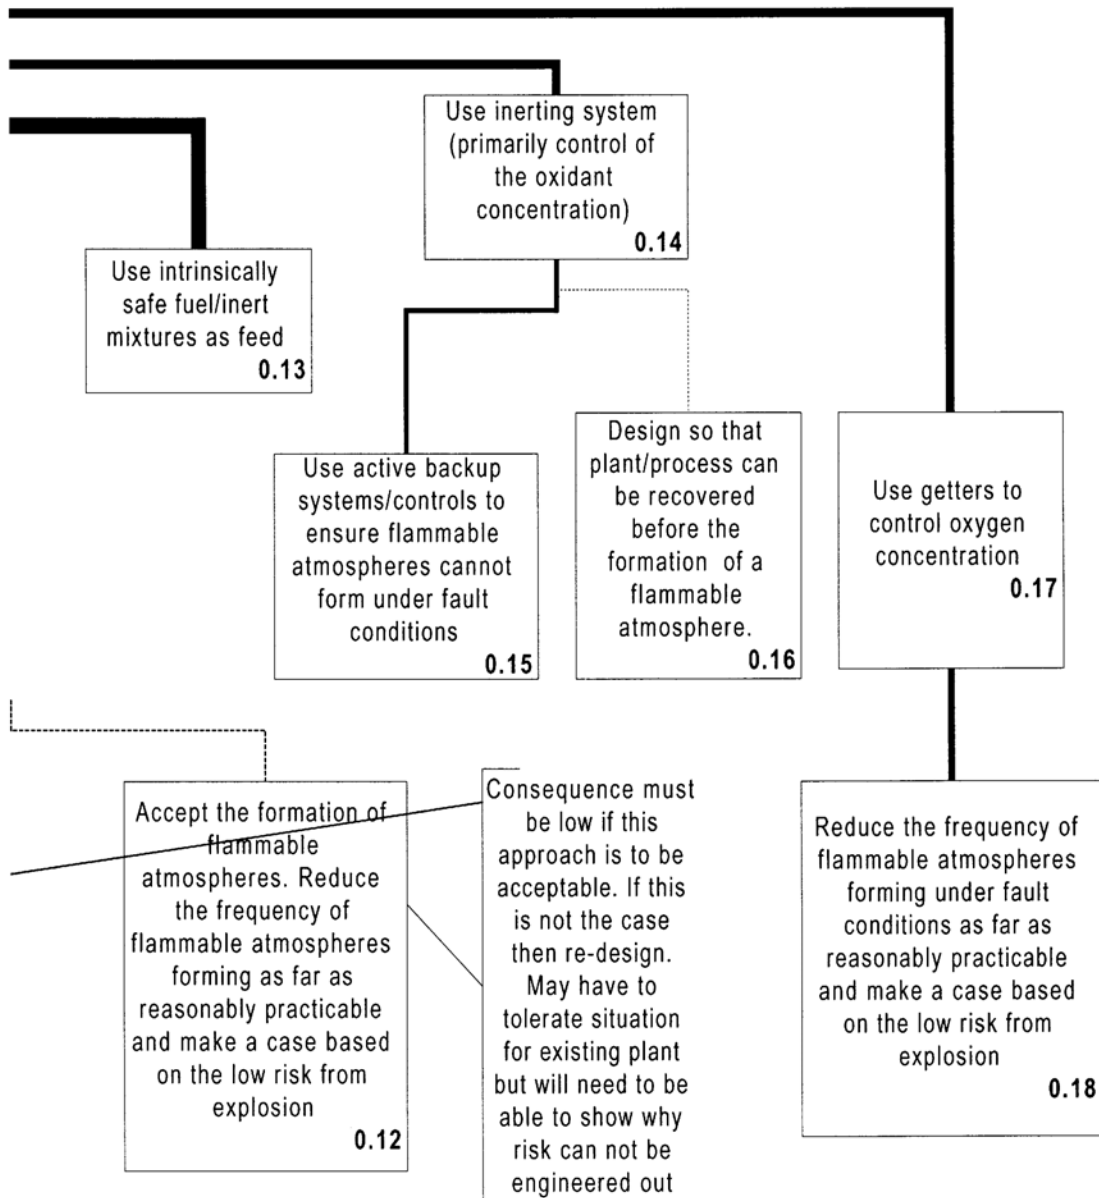 Use inerting system
(primarily control of
the oxidant
concentration)
0.14
Use intrinsically
safe fuel/inert
mixtures as feed
0.13
Use active backup
systems/controls to
ensure flammable
atmospheres cannot
form under fault
conditions
0.15
Design so that
plant/process can
be recovered
before the
formation of a
flammable
atmosphere.
0.16
Use getters to
control oxygen
concentration
0.17
Accept the formation of
flammable
atmospheres. Reduce
the frequency of
flammable atmospheres
forming as far as
reasonably practicable
and make a case based
on the low risk from
explosion
0.12
Consequence must
be low if this
approach is to be
acceptable. If this
is not the case
then re-design.
May have to
tolerate situation
for existing plant
but will need to be
able to show why
risk can not be
engineered out
Reduce the frequency of
flammable atmospheres
forming under fault
conditions as far as
reasonably practicable
and make a case based
on the low risk from
explosion
0.18